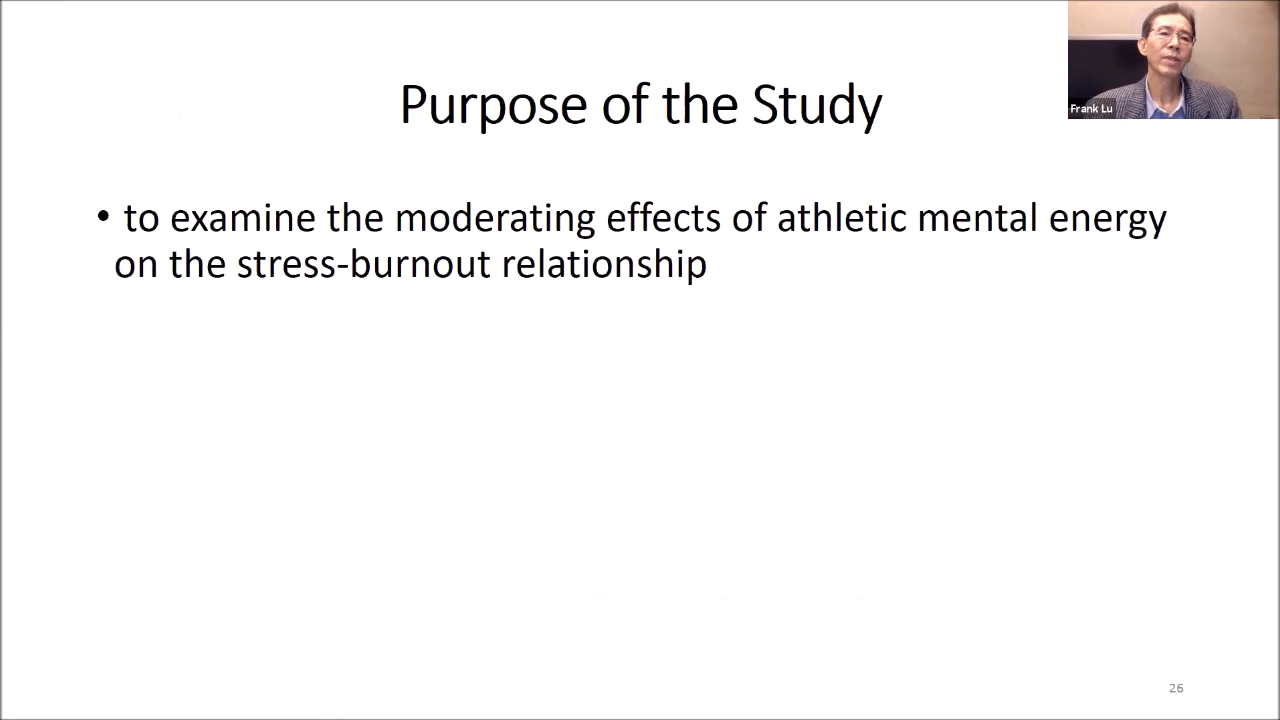 Frank Lu
Purpose of the Study
• to examine the moderating effects of athletic mental energy
on the stress-burnout relationship
26